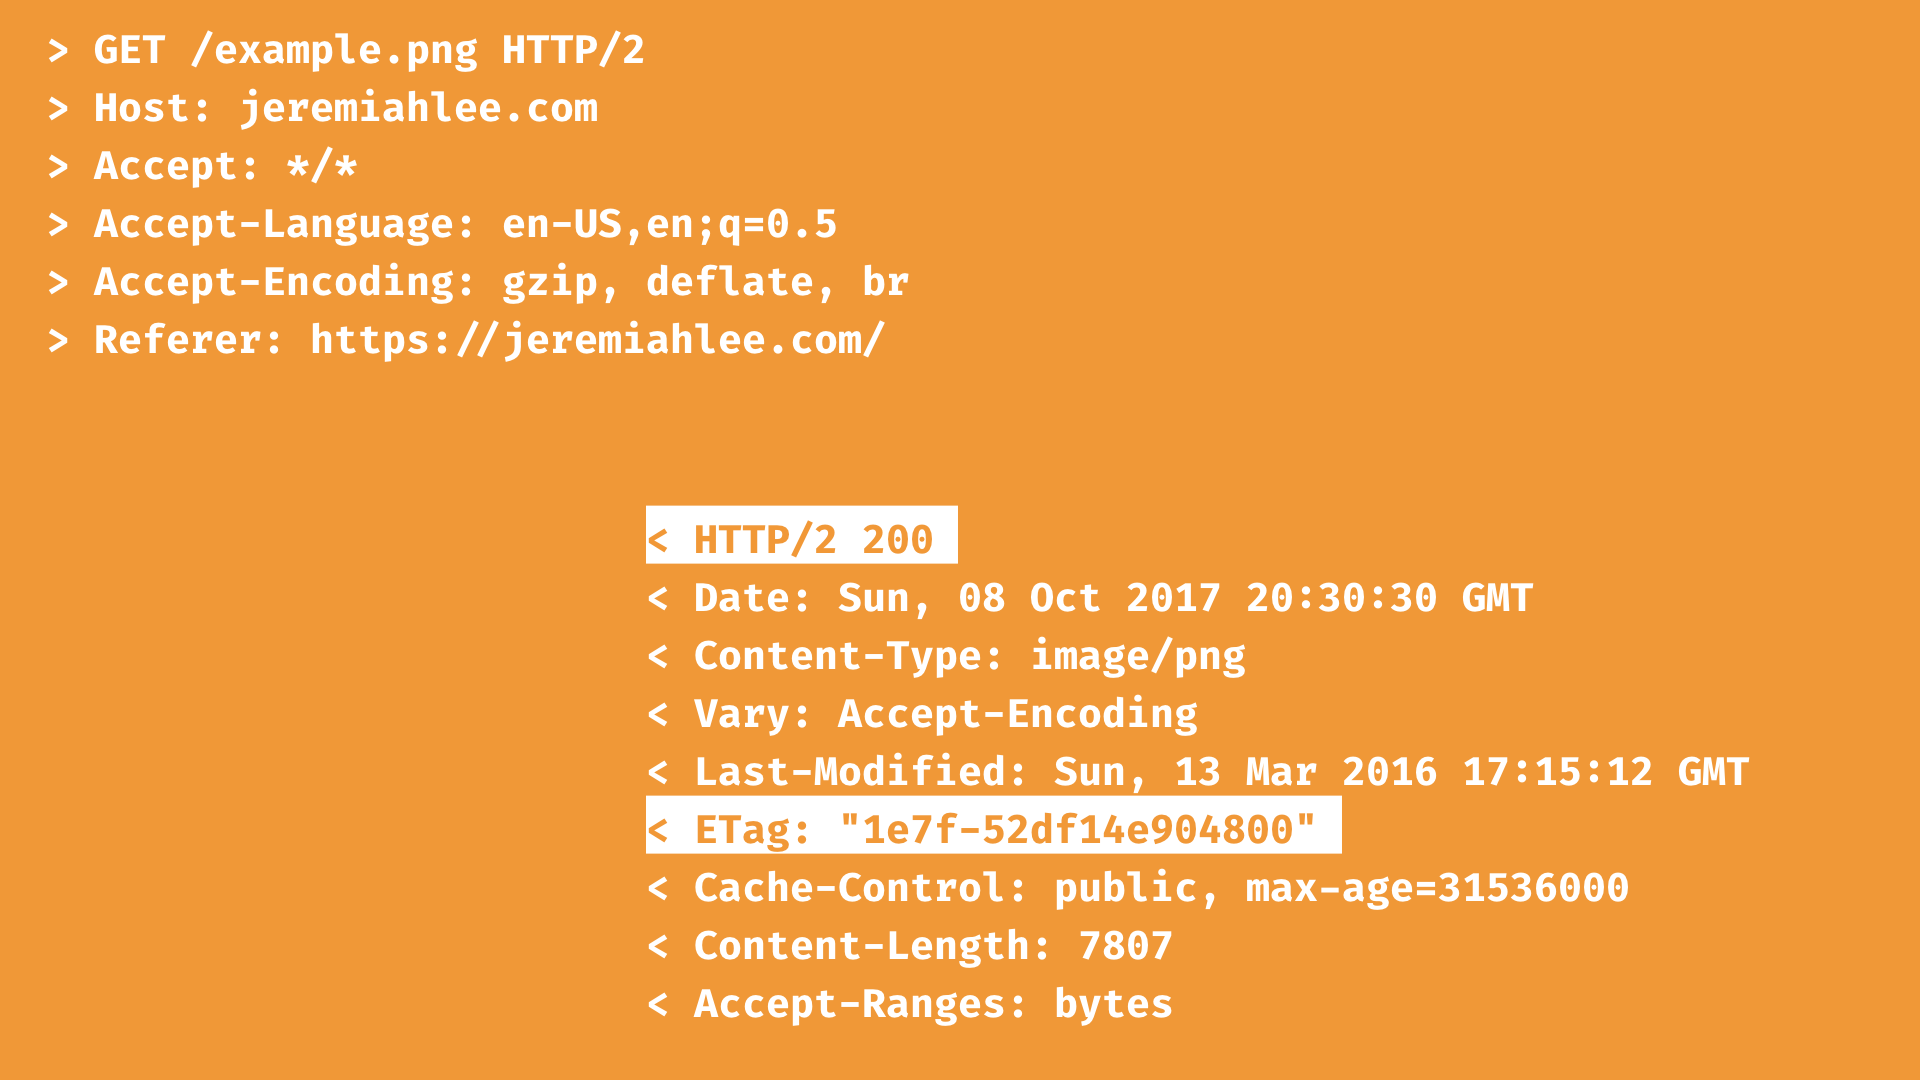 > GET /example.png HTTP/2
> Host: jeremiahlee.com
> Accept: */*
> Accept-Language: en-US,en;q=0.5
> Accept-Encoding: gzip, deflate, br
> Referer: https://jeremiahlee.com/
< HTTP/2 200
< Date: Sun, 08 Oct 2017 20:30:30 GMT
< Content-Type: image/png
< Vary: Accept-Encoding
< Last-Modified: Sun, 13 Mar 2016 17:15:12 GMT
< ETag: "1e7f-52df14e904800"
< Cache-Control: public, max-age=31536000
< Content-Length: 7807
< Accept-Ranges: bytes